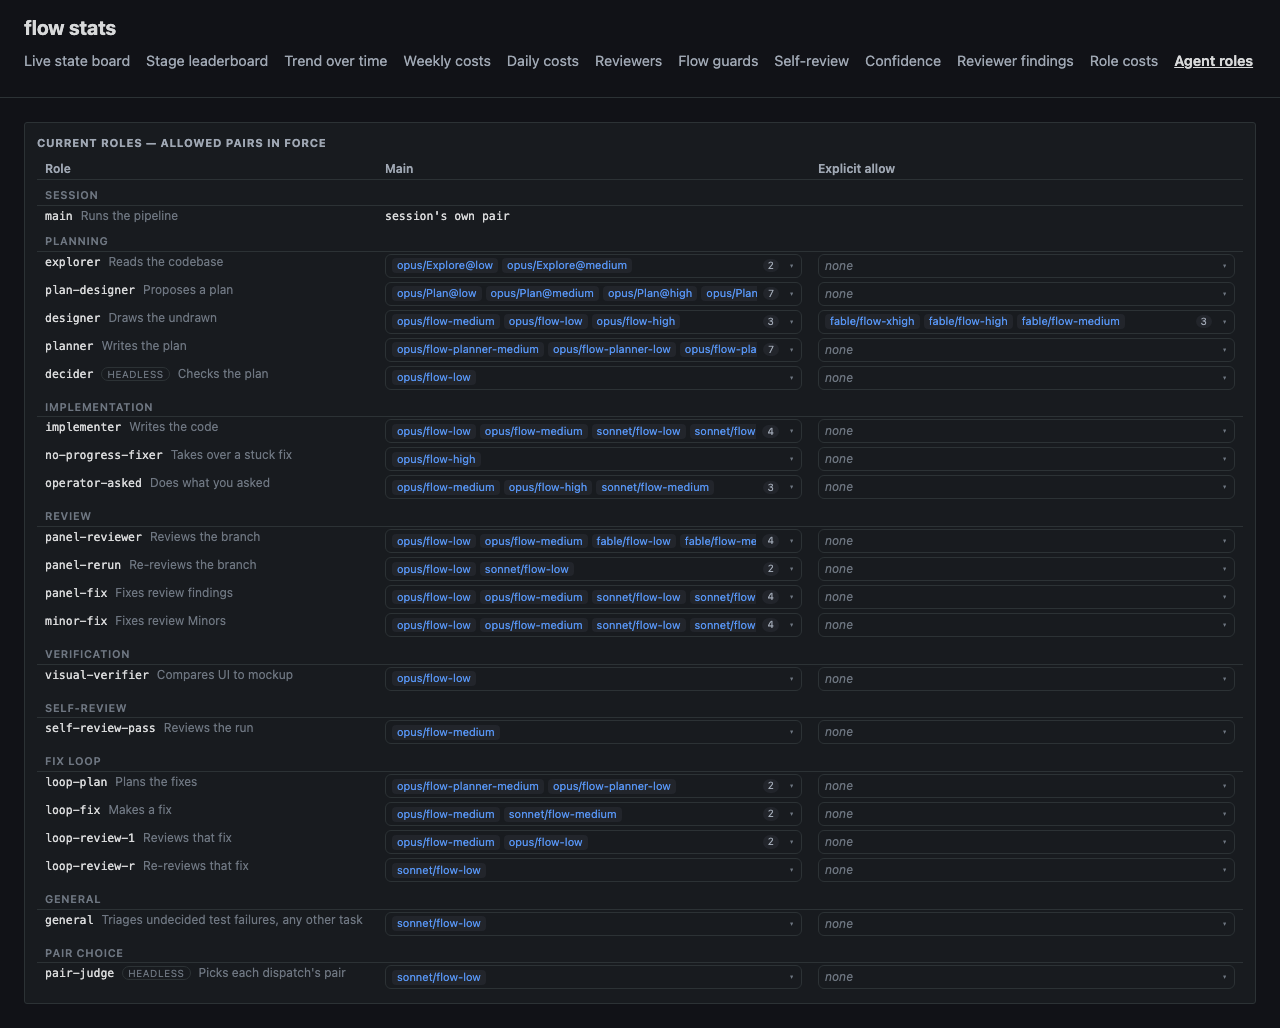 flow stats
Live state board Stage leaderboard Trend over time Weekly costs Daily costs Reviewers Flow guards Self-review Confidence Reviewer findings Role costs Agent roles
CURRENT ROLES — ALLOWED PAIRS IN FORCE
Role Main Explicit allow
SESSION
main Runs the pipeline session's own pair
PLANNING
explorer Reads the codebase opus/Explore@low opus/Explore@medium 2 none
plan-designer Proposes a plan opus/Plan@low opus/Plan@medium opus/Plan@high opus/Plan 7 none
designer Draws the undrawn opus/flow-medium opus/flow-low opus/flow-high 3 fable/flow-xhigh fable/flow-high fable/flow-medium 3
planner Writes the plan opus/flow-planner-medium opus/flow-planner-low opus/flow-pla 7 none
decider HEADLESS Checks the plan opus/flow-low none
IMPLEMENTATION
implementer Writes the code opus/flow-low opus/flow-medium sonnet/flow-low sonnet/flow 4 none
no-progress-fixer Takes over a stuck fix opus/flow-high none
operator-asked Does what you asked opus/flow-medium opus/flow-high sonnet/flow-medium 3 none
REVIEW
panel-reviewer Reviews the branch opus/flow-low opus/flow-medium fable/flow-low fable/flow-me 4 none
panel-rerun Re-reviews the branch opus/flow-low sonnet/flow-low 2 none
panel-fix Fixes review findings opus/flow-low opus/flow-medium sonnet/flow-low sonnet/flow 4 none
minor-fix Fixes review Minors opus/flow-low opus/flow-medium sonnet/flow-low sonnet/flow 4 none
VERIFICATION
visual-verifier Compares UI to mockup opus/flow-low none
SELF-REVIEW
self-review-pass Reviews the run opus/flow-medium none
FIX LOOP
loop-plan Plans the fixes opus/flow-planner-medium opus/flow-planner-low 2 none
loop-fix Makes a fix opus/flow-medium sonnet/flow-medium 2 none
loop-review-1 Reviews that fix opus/flow-medium opus/flow-low 2 none
loop-review-r Re-reviews that fix sonnet/flow-low none
GENERAL
general Triages undecided test failures, any other task sonnet/flow-low none
PAIR CHOICE
pair-judge HEADLESS Picks each dispatch's pair sonnet/flow-low none